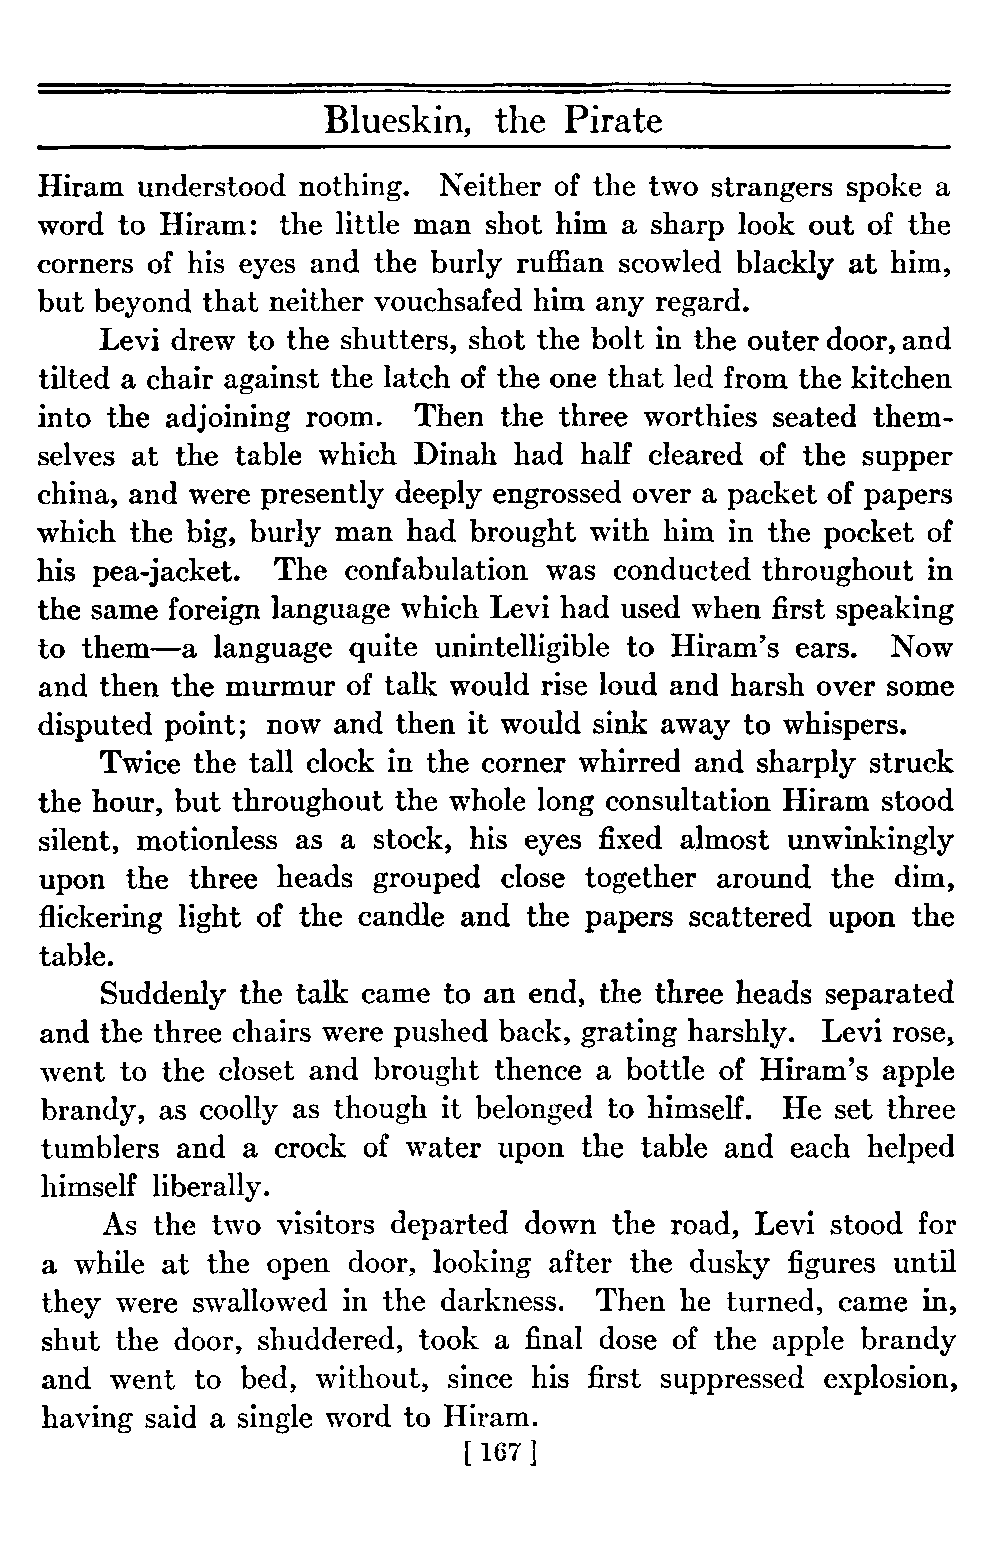 Blueskin, the Pirate
Hiram understood nothing. Neither of the two strangers spoke a
word to Hiram: the little man shot him a sharp look out of the
corners of his eyes and the burly ruffian scowled blackly at him,
but beyond that neither vouchsafed him any regard.
Levi drew to the shutters, shot the bolt in the outer door, and
tilted a chair against the latch of the one that led from the kitchen
into the adjoining room. Then the three worthies seated them-
selves at the table which Dinah had half cleared of the supper
china, and were presently deeply engrossed over a packet of papers
which the big, burly man had brought with him in the pocket of
his pea-jacket. The confabulation was conducted throughout in
the same foreign language which Levi had used when first speaking
to them—a language quite unintelligible to Hiram's ears. Now
and then the murmur of talk would rise loud and harsh over some
disputed point; now and then it would sink away to whispers.
Twice the tall clock in the corner whirred and sharply struck
the hour, but throughout the whole long consultation Hiram stood
silent, motionless as a stock, his eyes fixed almost unwinkingly
upon the three heads grouped close together around the dim,
flickering light of the candle and the papers scattered upon the
table.
Suddenly the talk came to an end, the three heads separated
and the three chairs were pushed back, grating harshly. Levi rose,
went to the closet and brought thence a bottle of Hiram's apple
brandy, as coolly as though it belonged to himself. He set three
tumblers and a crock of water upon the table and each helped
himself liberally.
As the two visitors departed down the road, Levi stood for
a while at the open door, looking after the dusky figures until
they were swallowed in the darkness. Then he turned, came in,
shut the door, shuddered, took a final dose of the apple brandy
and went to bed, without, since his first suppressed explosion,
having said a single word to Hiram.
[ 167 ]